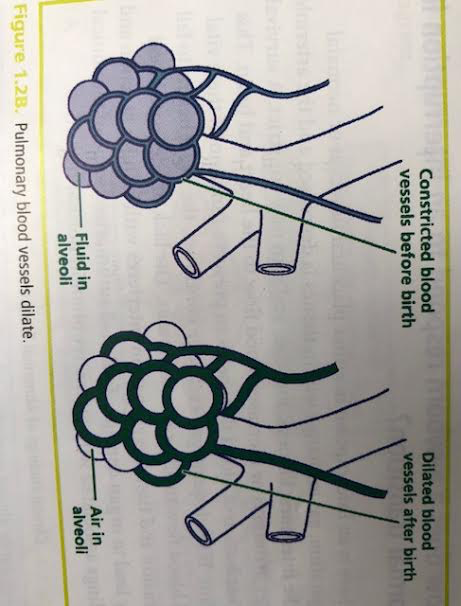 Constricted blood
vessels before birth
Dilated blood
vessels after birth
Fluid in
alveoli
Air in
alveoli
Figure 1.2B. Pulmonary blood vessels dilate.